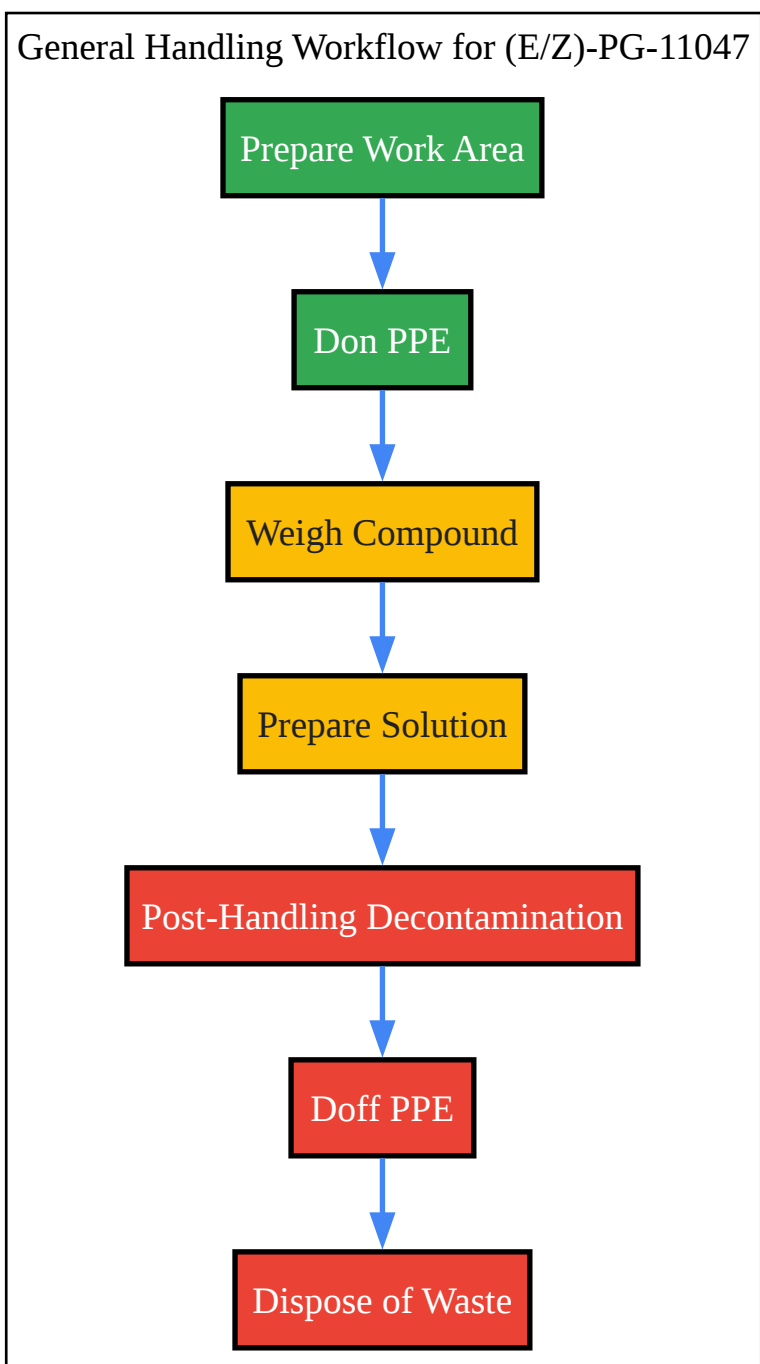 General Handling Workflow for (E/Z)-PG-11047
Prepare Work Area
Don PPE
Weigh Compound
Prepare Solution
Post-Handling Decontamination
Doff PPE
Dispose of Waste